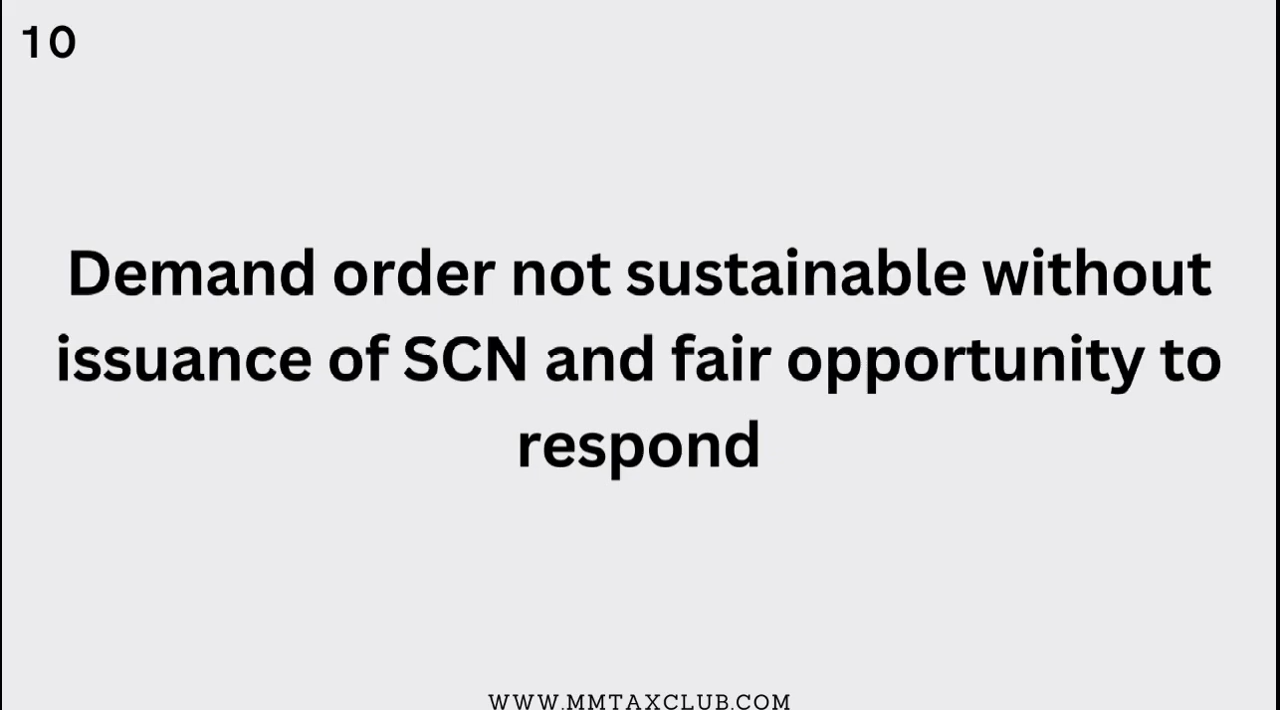 10
Demand order not sustainable without
issuance of SCN and fair opportunity to
respond
WWW.MMTAXCLUB.COM